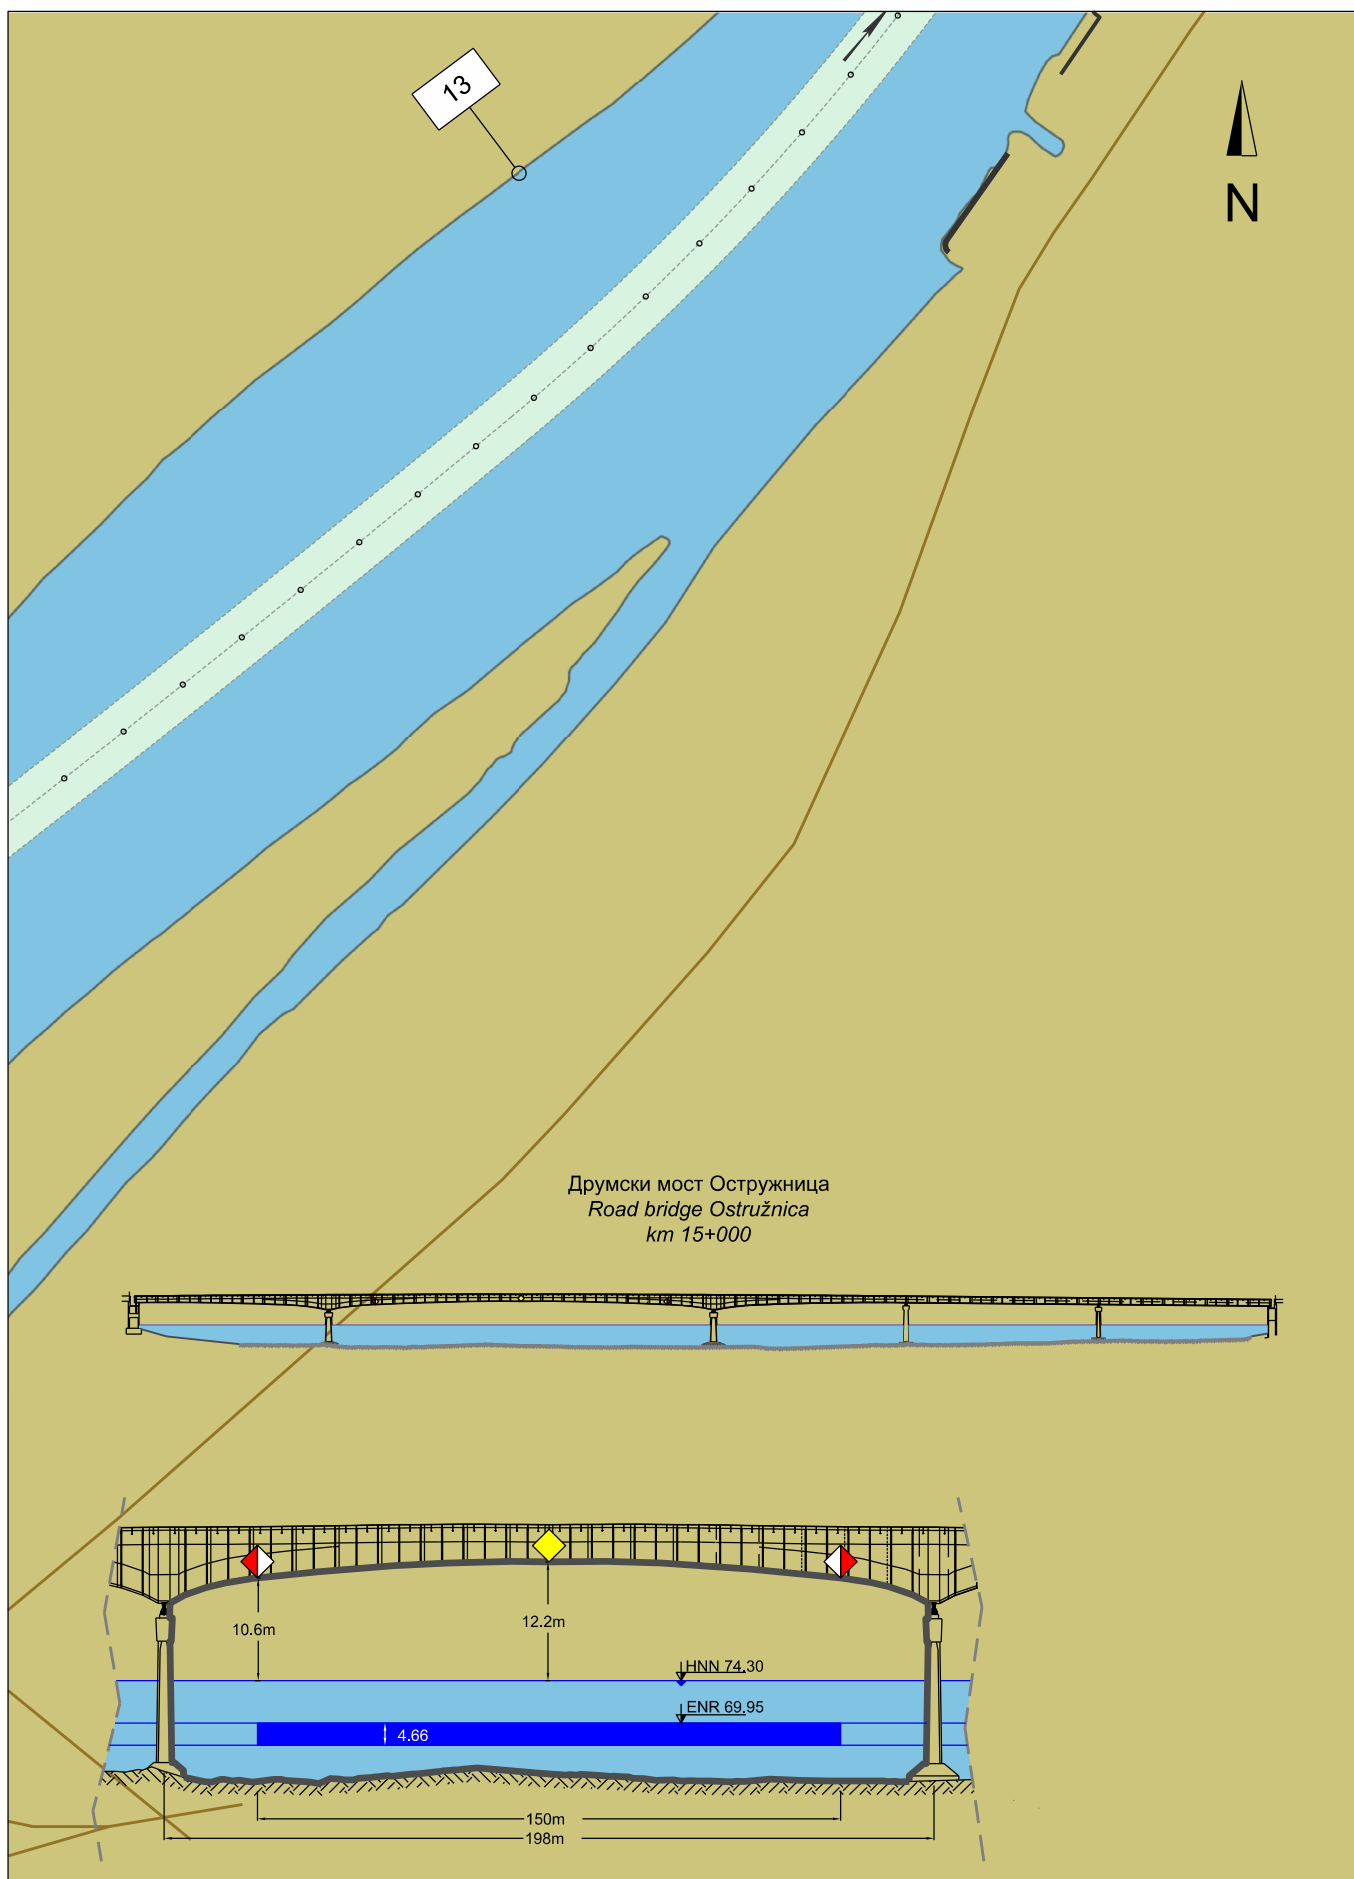 13
N
Друмски мост Остружница
Road bridge Ostružnica
km 15+000
10.6m
12.2m
HNN 74.30
ENR 69.95
4.66
150m
198m